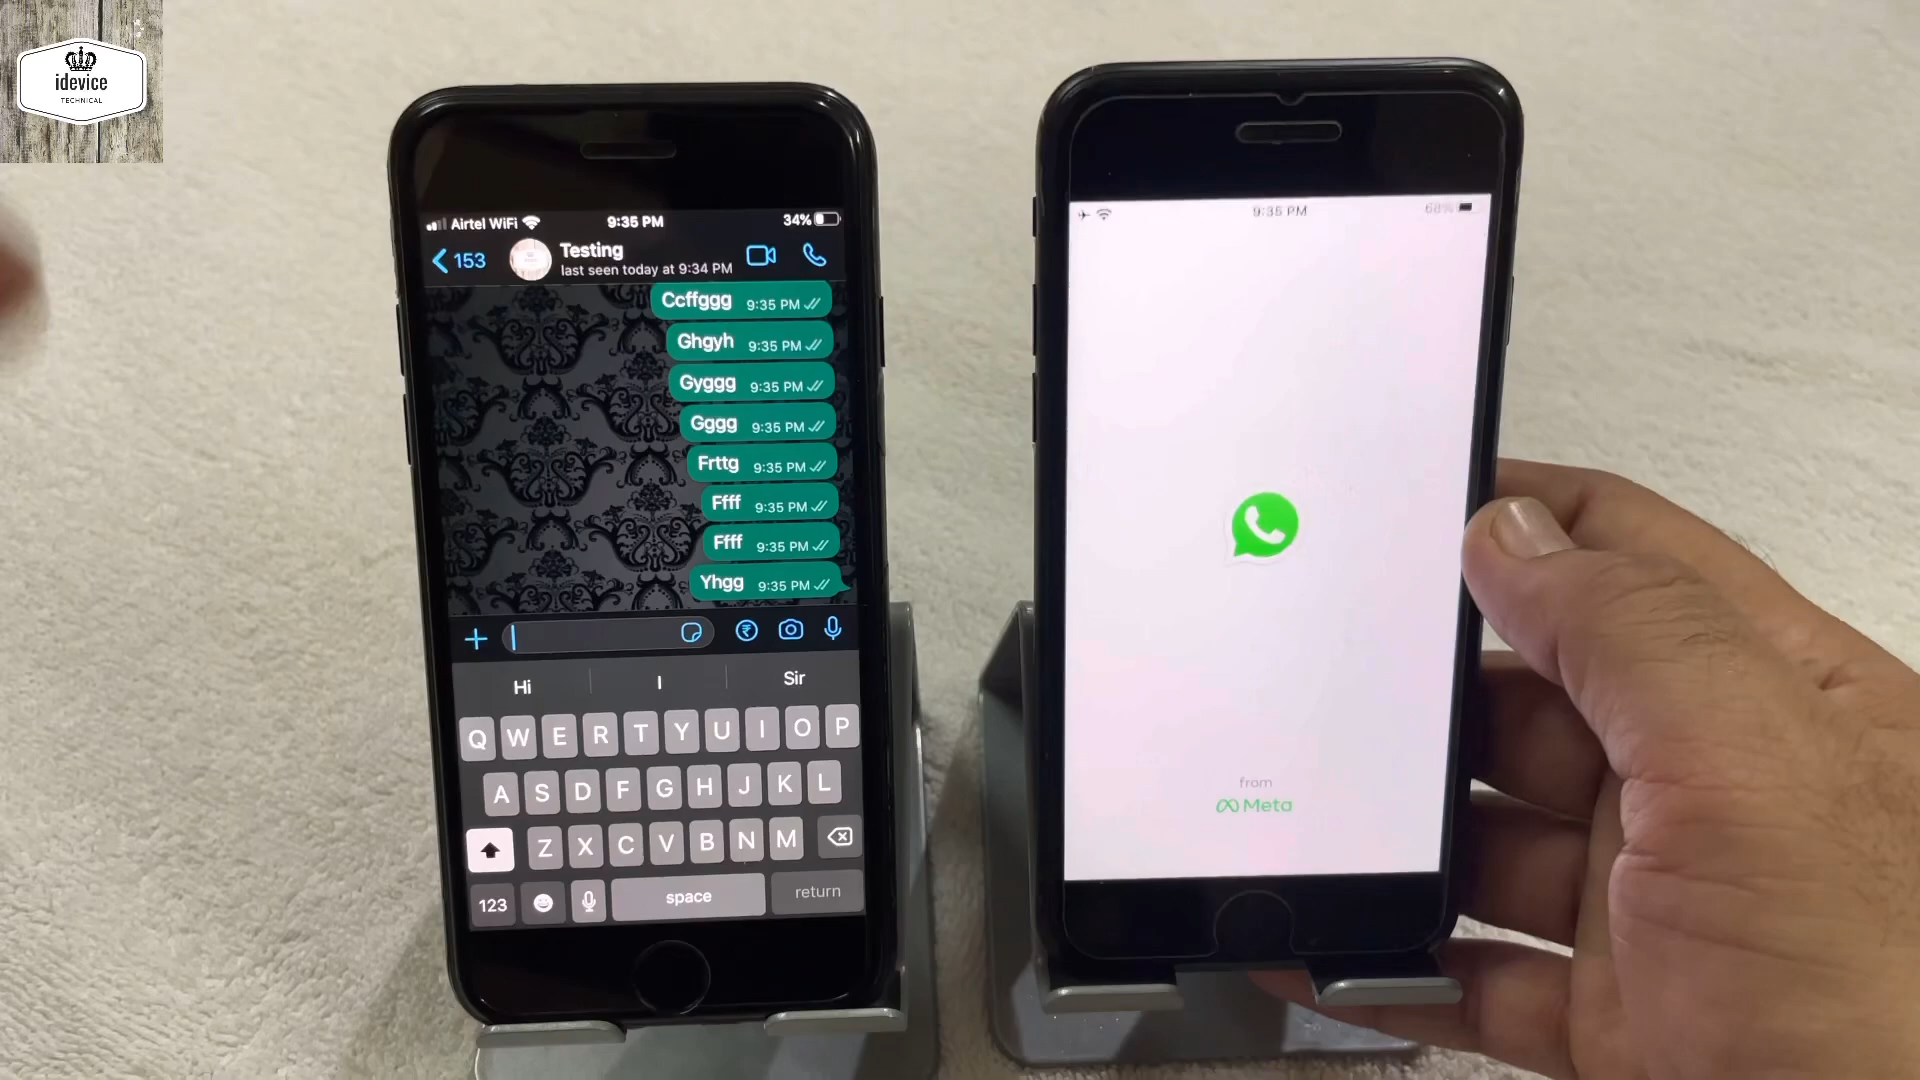 idevice
TECHNICAL
Airtel WiFi 9:35 PM 34%
153 Testing
last seen today at 9:34 PM
Ccffggg 9:35 PM
Ghgyh 9:35 PM
Gyggg 9:35 PM
Gggg 9:35 PM
Frttg 9:35 PM
Ffff 9:35 PM
Ffff 9:35 PM
Yhgg 9:35 PM
₹
Hi I Sir
Q W E R T Y U I O P
A S D F G H J K L
Z X C V B N M
123 space return
9:35 PM 68%
from
Meta